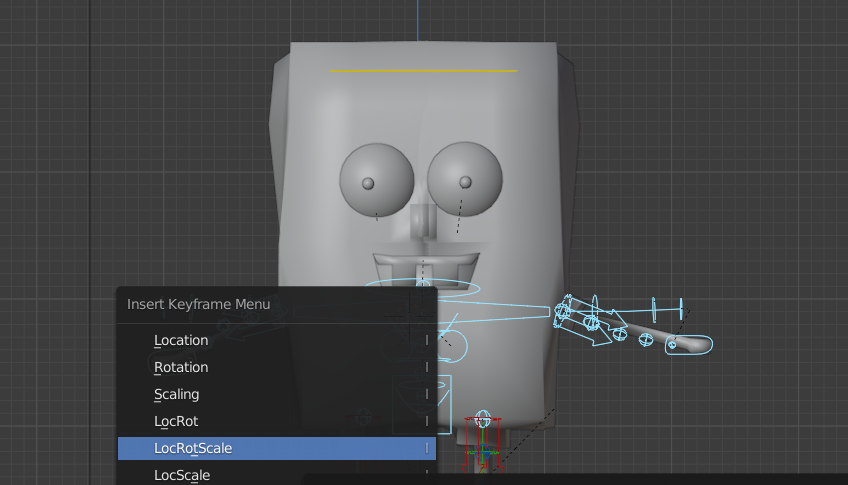 Insert Keyframe Menu
Location
Rotation
Scaling
LocRot
LocRotScale
LocScale